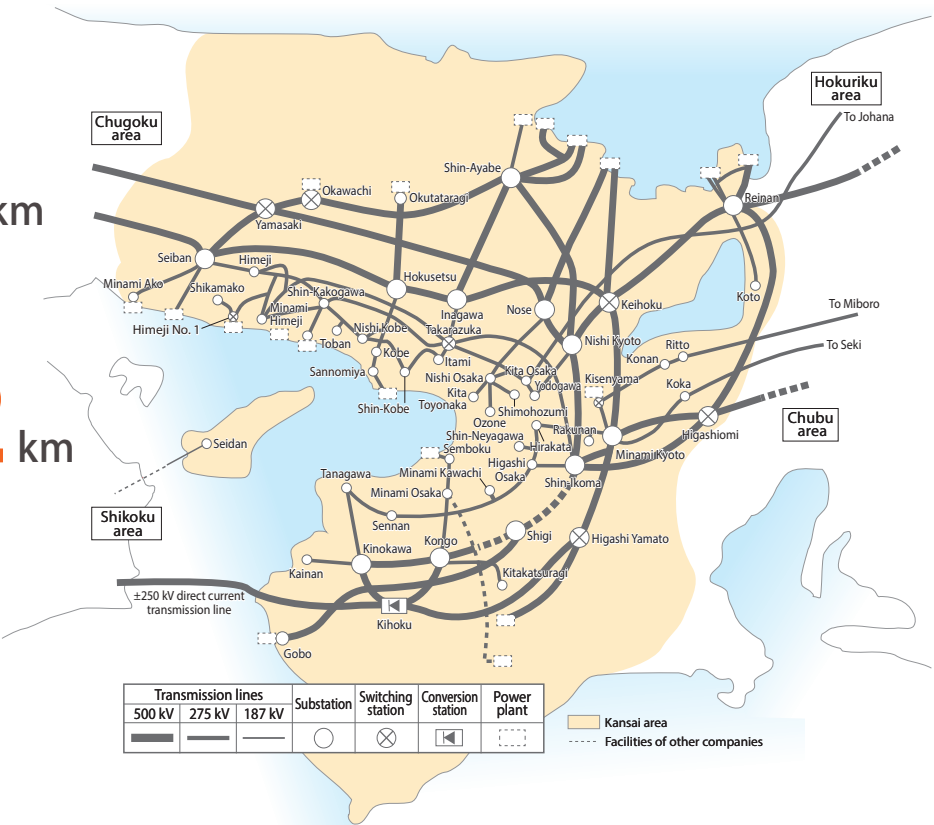 Hokuriku
area
To Johana
Chugoku
area
Shin-Ayabe
Okawachi
Okutataragi
Reinan
km
Yamasaki
Seiban
Himeji
Hokusetsu
Minami Ako
Shikamako
Shin-Kakogawa
Inagawa
Nose
Keihoku
Koto
To Miboro
Himeji No. 1
Minami
Himeji
Nishi Kobe
Takarazuka
Toban
Nishi Kyoto
Ritto
To Seki
Kobe
Itami
Konan
Sannomiya
Nishi Osaka
Kita Osaka
Yodogawa
Kisenyama
Koka
Kita
Toyonaka
Shin-Kobe
Shimohozumi
Ozone
Chubu
area
Shin-Neyagawa
Hirakata
Rakunan
Higashiomi
km
Seidan
Semboku
Minami Kyoto
Tanagawa
Minami Kawachi
Higashi
Osaka
Shin-Ikoma
Minami Osaka
Shikoku
area
Sennan
Shigi
Higashi Yamato
Kinokawa
Kongo
Kainan
Kitakatsuragi
±250 kV direct current
transmission line
Kihoku
Gobo
Transmission lines
500 kV 275 kV 187 kV
Substation
Switching
station
Conversion
station
Power
plant
Kansai area
Facilities of other companies